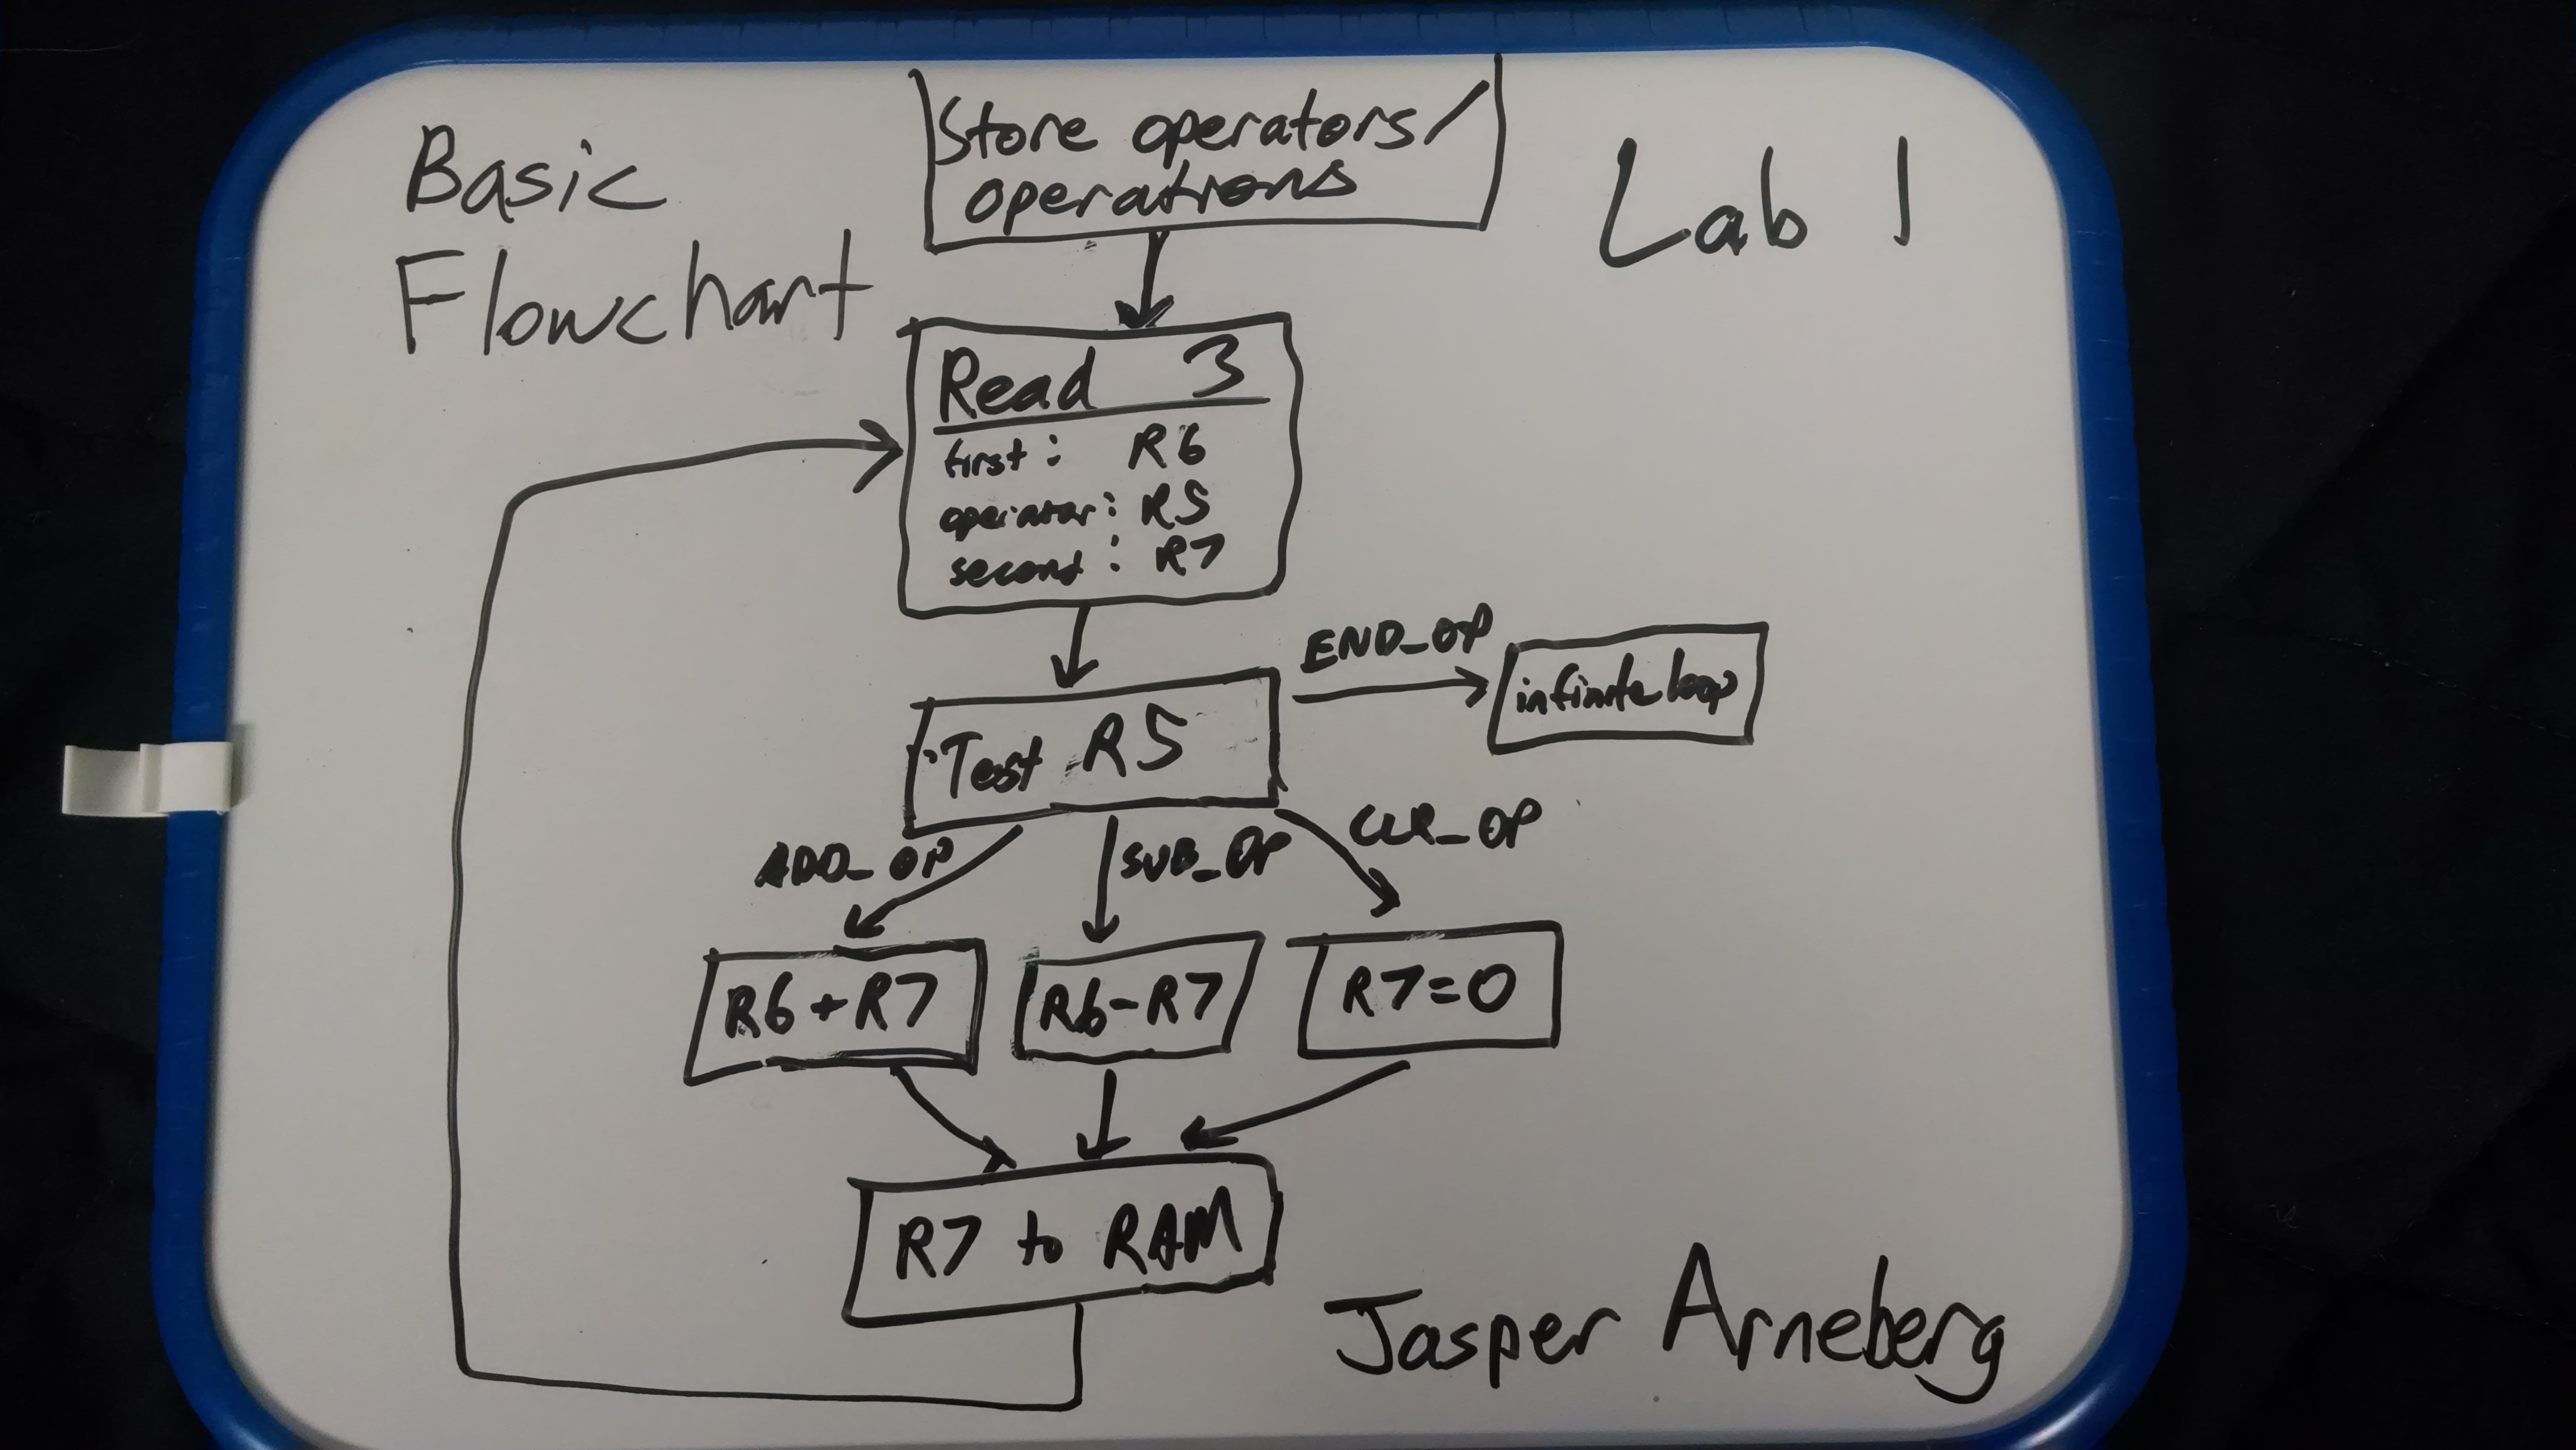 Basic
Flowchart
Store operators/
operations
Lab 1
Read 3
first: R6
operator: R5
second: R7
END_OP
infinite loop
Test R5
ADD_OP
SUB_OP
CLR_OP
R6+R7
R6-R7
R7=0
R7 to RAM
Jasper Arneberg